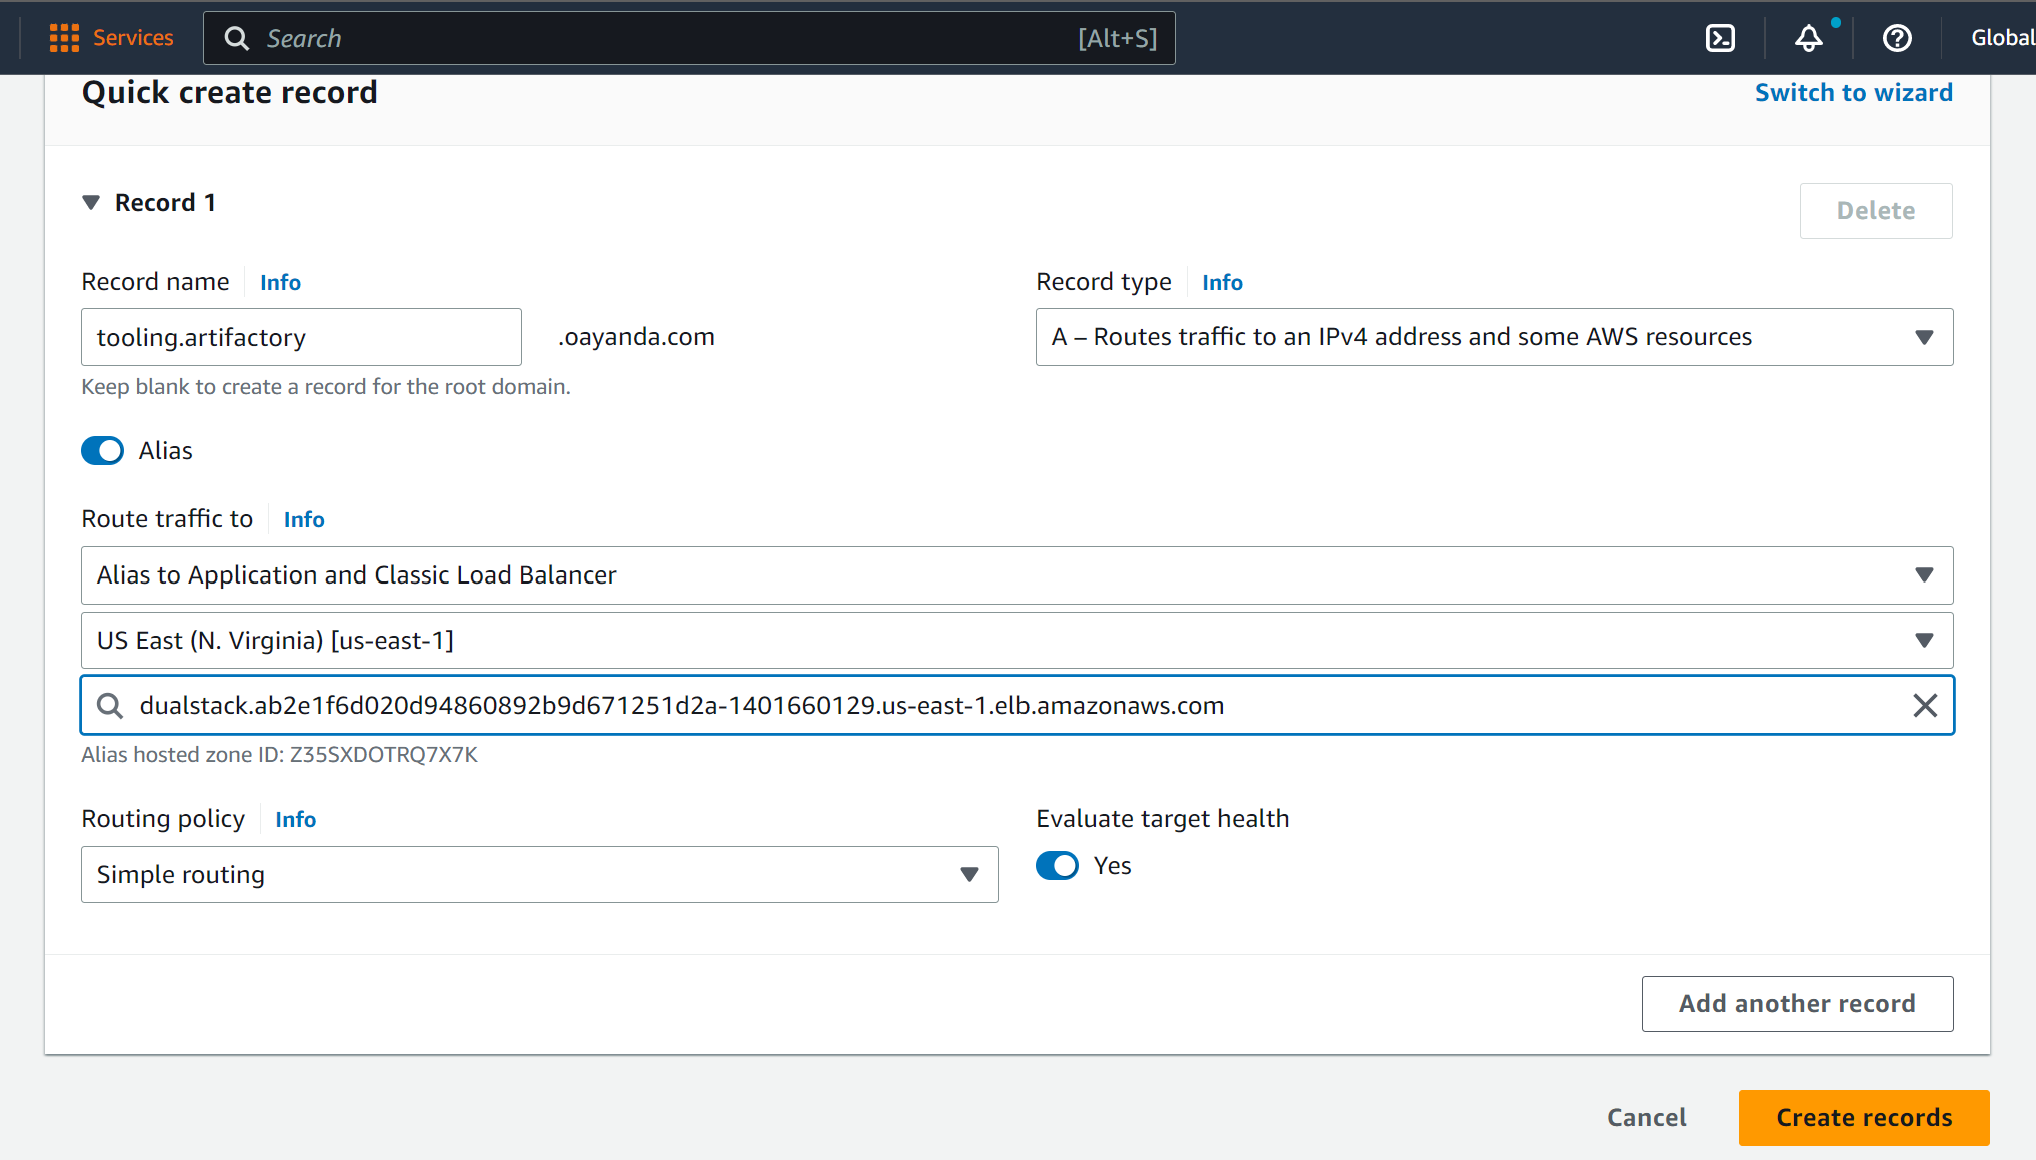 Services
Search [Alt+S]
Global
Quick create record
Switch to wizard
Record 1
Delete
Record name Info
Record type Info
tooling.artifactory .oayanda.com
A – Routes traffic to an IPv4 address and some AWS resources
Keep blank to create a record for the root domain.
Alias
Route traffic to Info
Alias to Application and Classic Load Balancer
US East (N. Virginia) [us-east-1]
dualstack.ab2e1f6d020d94860892b9d671251d2a-1401660129.us-east-1.elb.amazonaws.com
Alias hosted zone ID: Z35SXDOTRQ7X7K
Routing policy Info
Evaluate target health
Simple routing
Yes
Add another record
Cancel
Create records